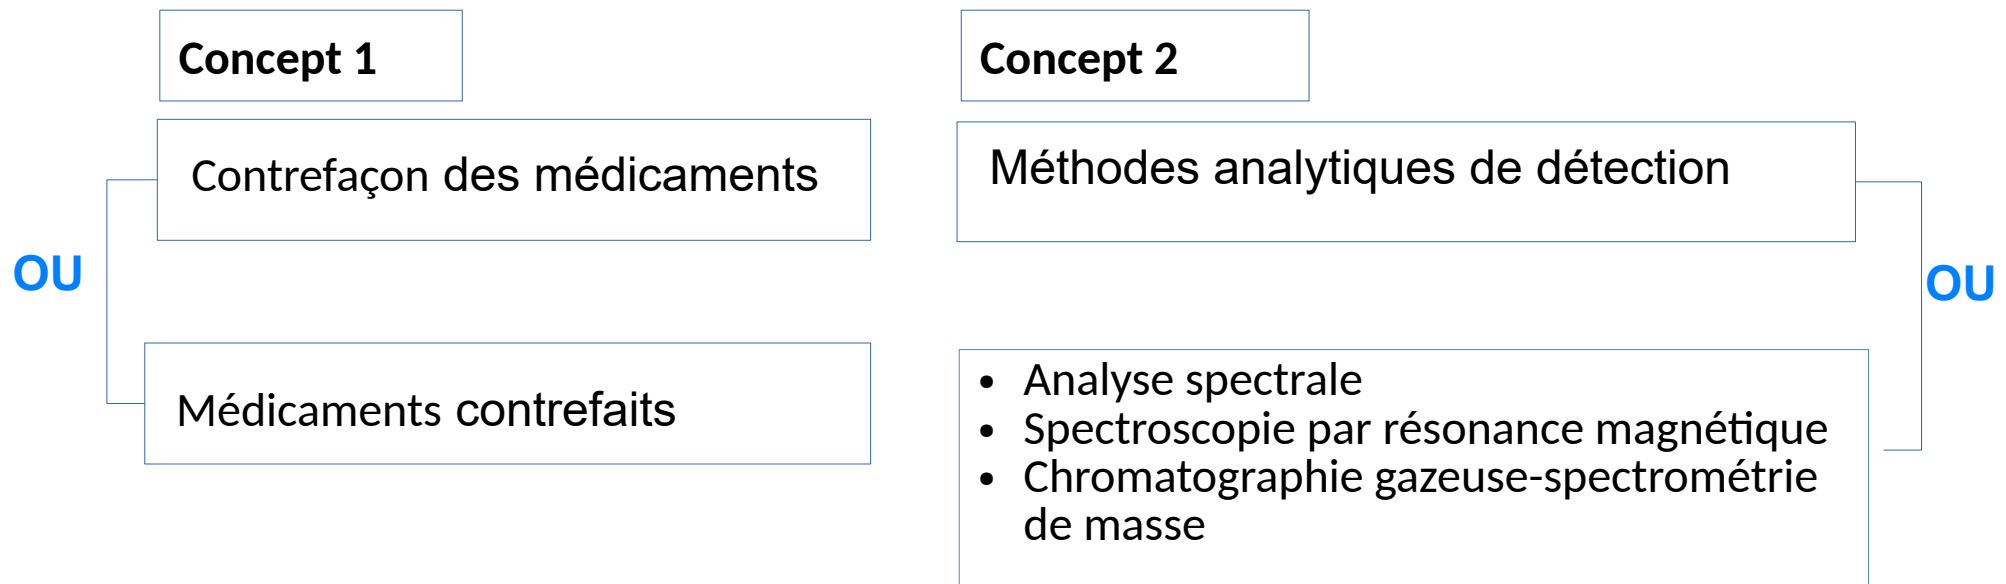 Concept 1
Contrefaçon des médicaments
OU
Médicaments contrefaits
Concept 2
Méthodes analytiques de détection
OU
• Analyse spectrale
• Spectroscopie par résonance magnétique
• Chromatographie gazeuse-spectrométrie
de masse